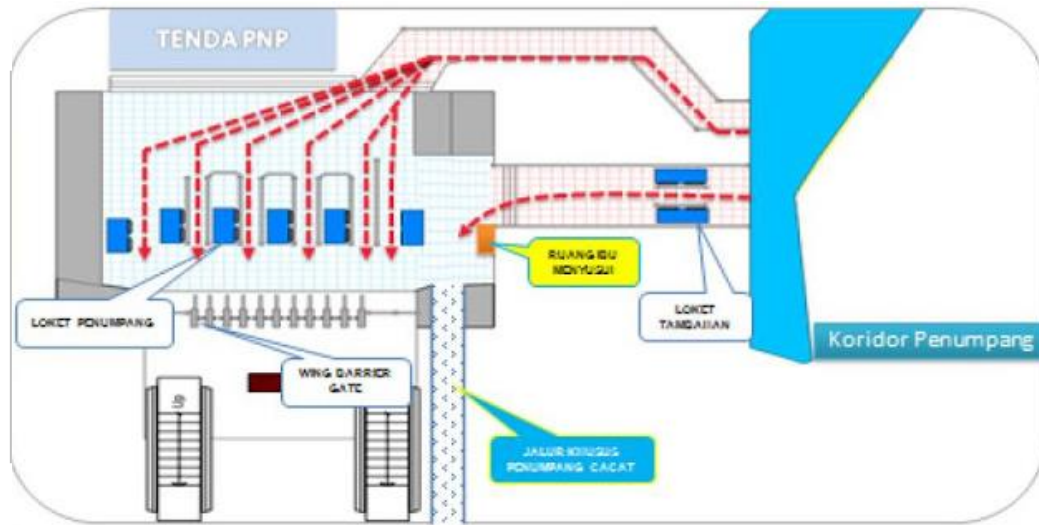 TENDA PNP
RUANG IBU
MENYUSUI
LOKET PENUMPANG
LOKET
TAMBAHAN
Koridor Penumpang
WING BARRIER
GATE
JALUR KHUSUS
PENUMPANG CACAT